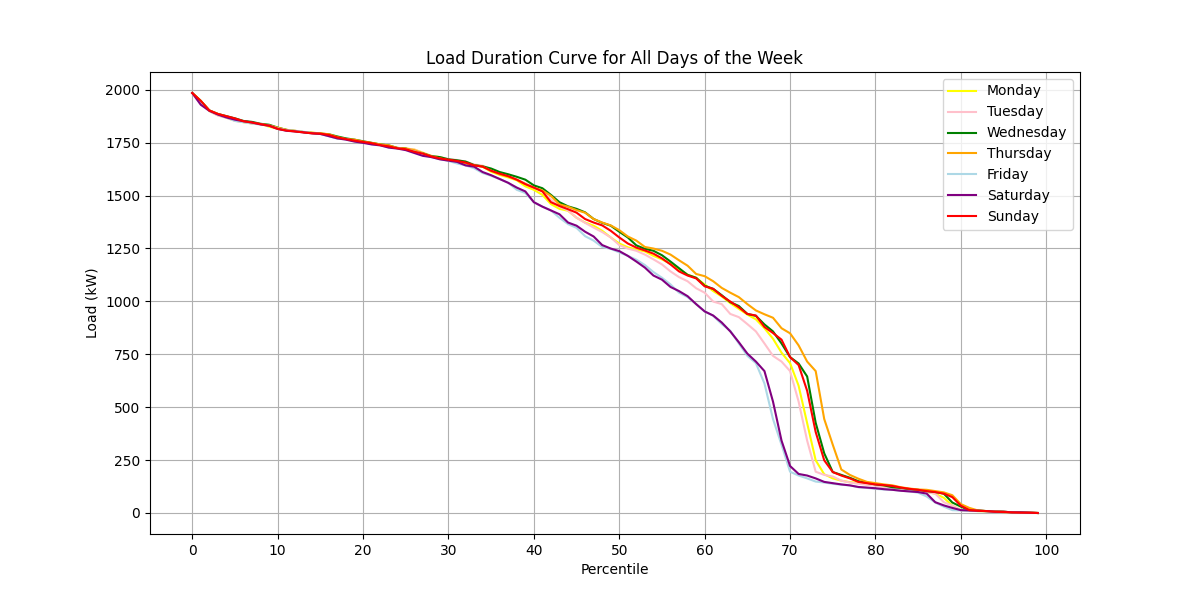 Load Duration Curve for All Days of the Week
2000
1750
1500
1250
1000
750
500
250
0
Load (kW)
0 10 20 30 40 50 60 70 80 90 100
Percentile
Monday
Tuesday
Wednesday
Thursday
Friday
Saturday
Sunday